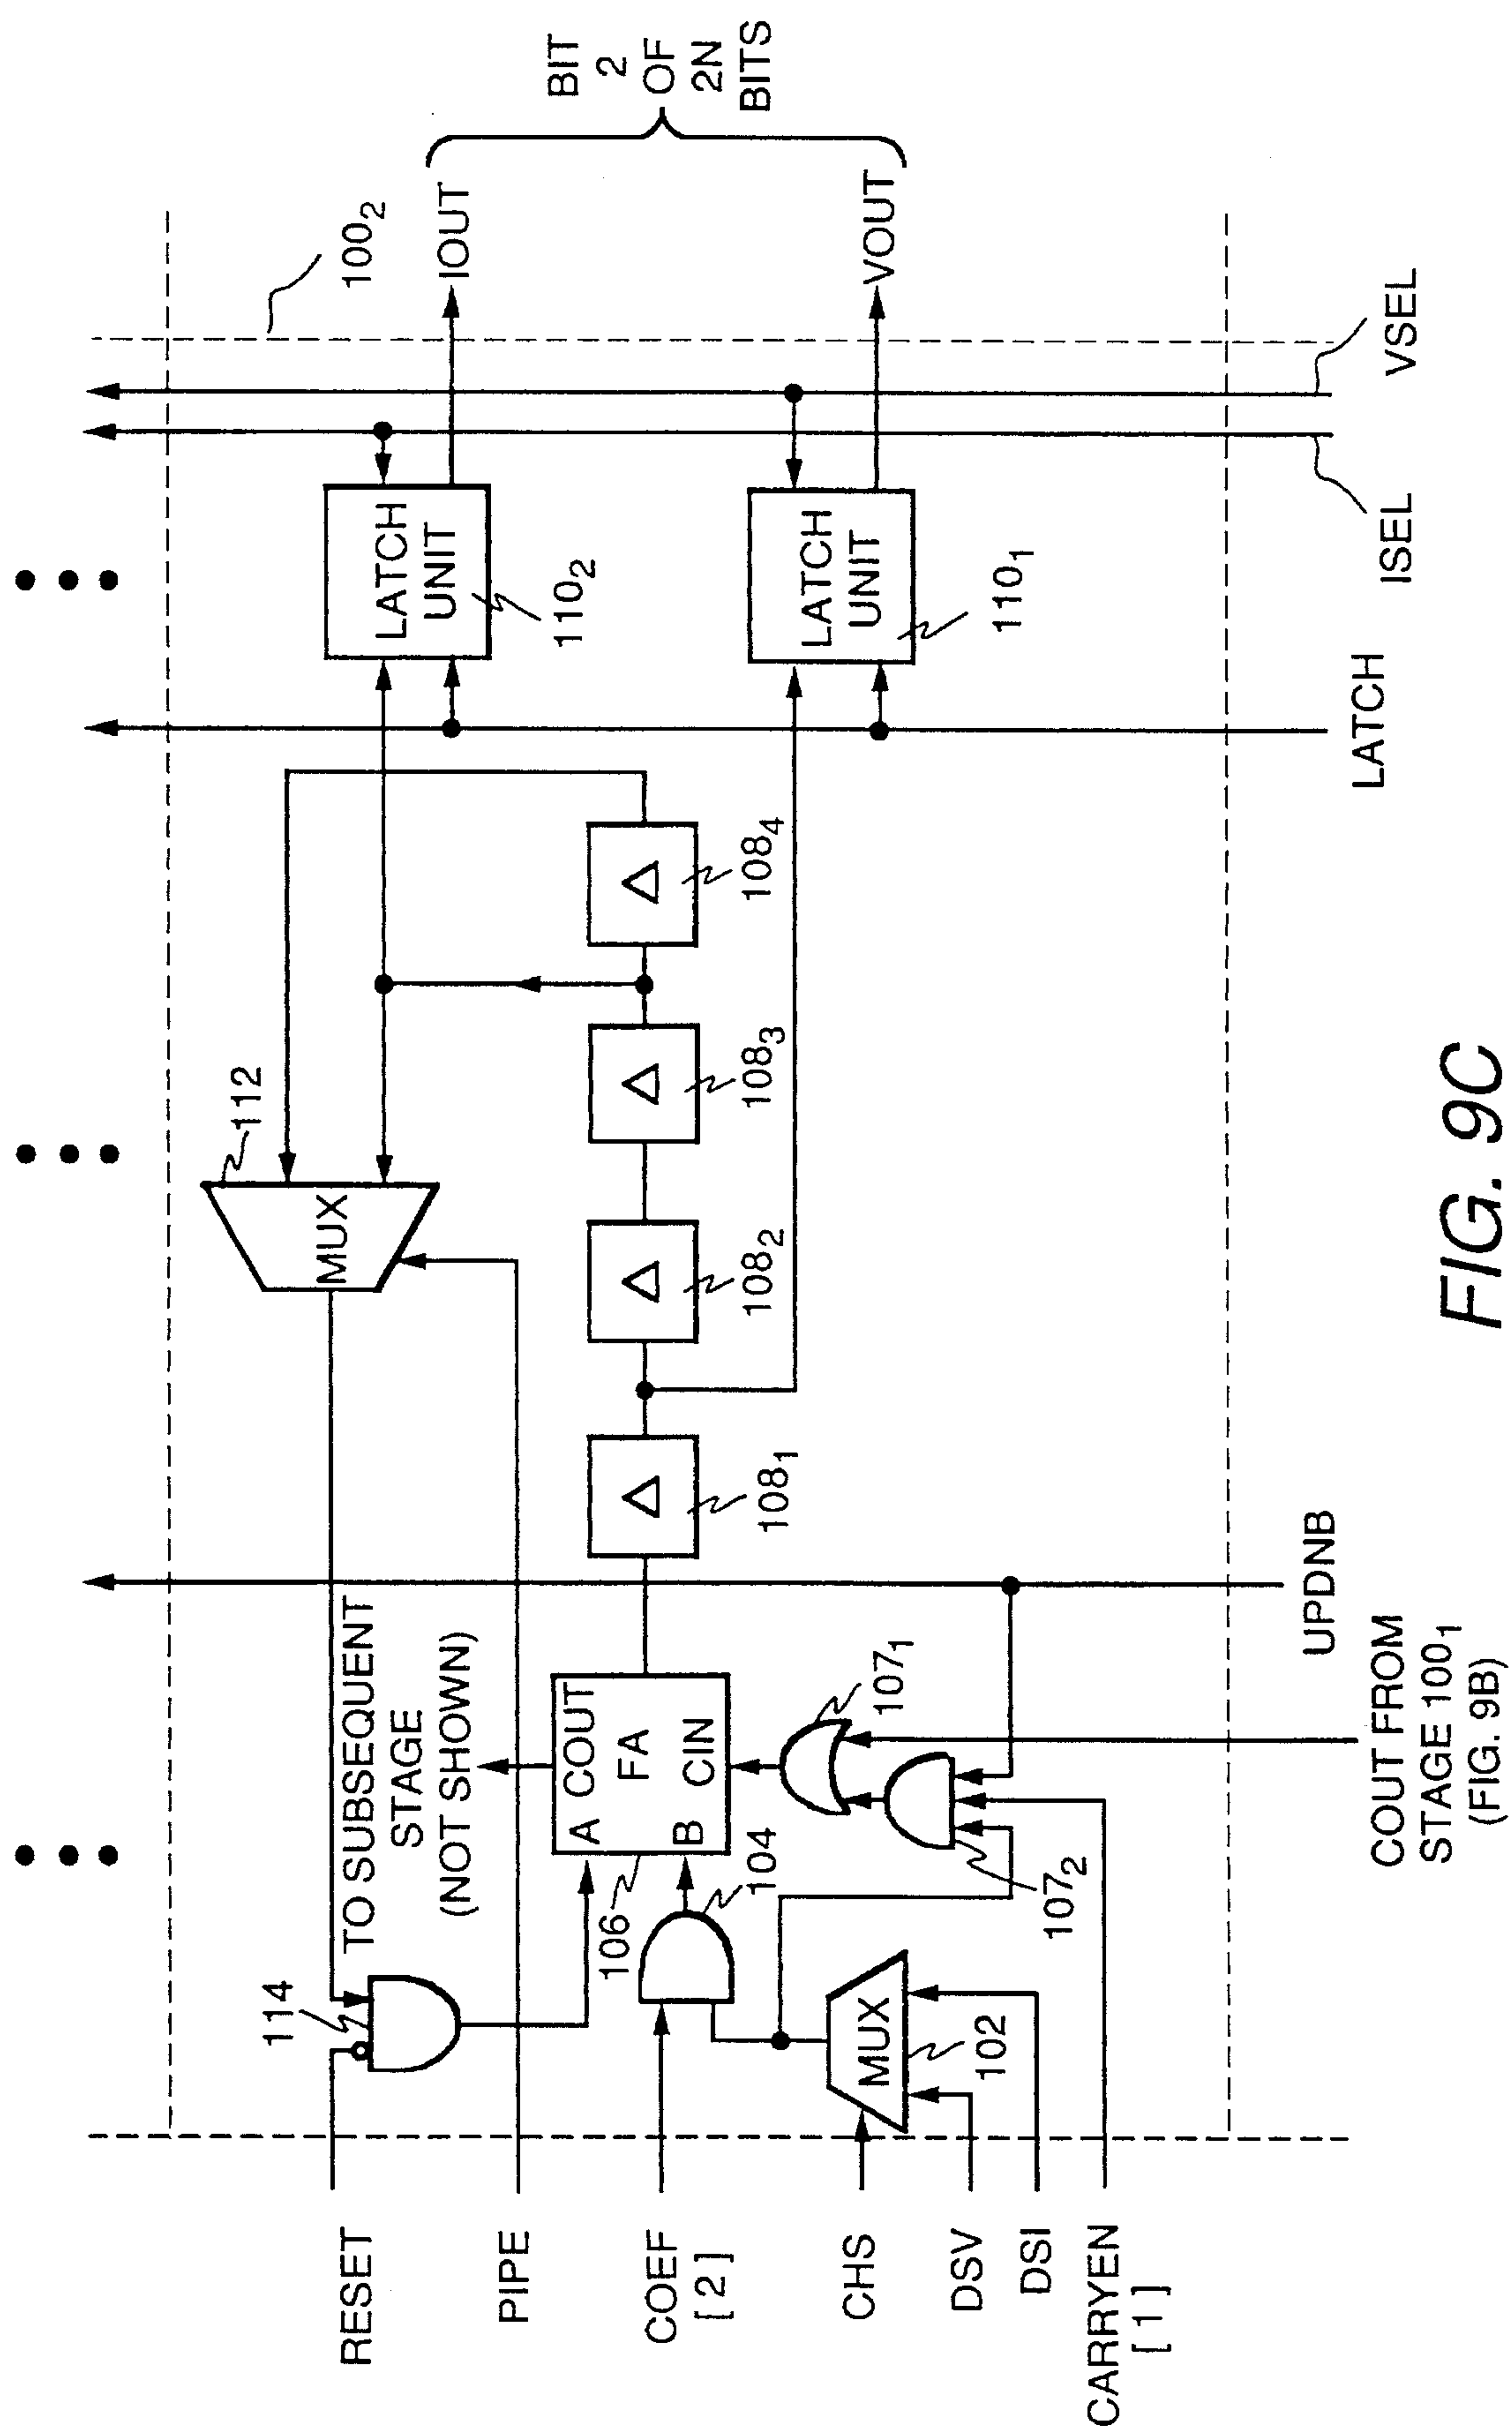 RESET
PIPE
COEF
[ 2 ]
CHS
DSV
DSI
CARRYEN
[ 1 ]
114
TO SUBSEQUENT
STAGE
(NOT SHOWN)
106
A
COUT
FA
B
CIN
104
MUX
102
107₁
107₂
COUT FROM
STAGE 100₁
(FIG. 9B)
UPDNB
MUX
112
Δ
108₁
Δ
108₂
Δ
108₃
Δ
108₄
LATCH
LATCH
UNIT
110₂
LATCH
UNIT
110₁
ISEL
VSEL
100₂
IOUT
VOUT
BIT
2
OF
2N
BITS
FIG. 9C